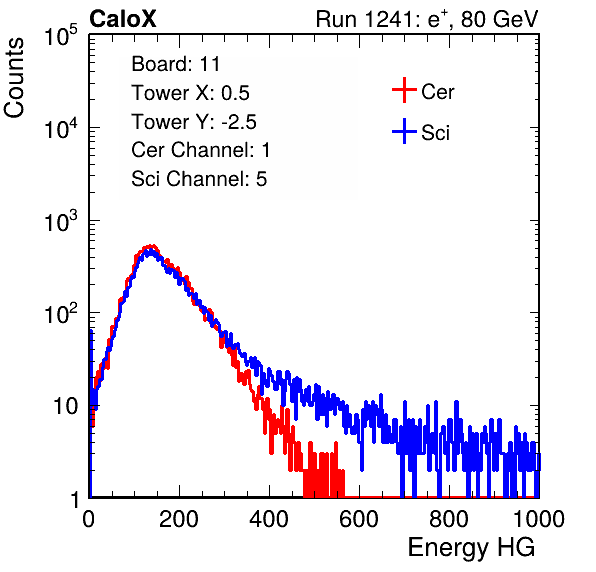 CaloX Run 1241: e⁺, 80 GeV
Counts
10⁵
10⁴
10³
10²
10
1
Board: 11
Tower X: 0.5
Tower Y: -2.5
Cer Channel: 1
Sci Channel: 5
Cer
Sci
0 200 400 600 800 1000
Energy HG